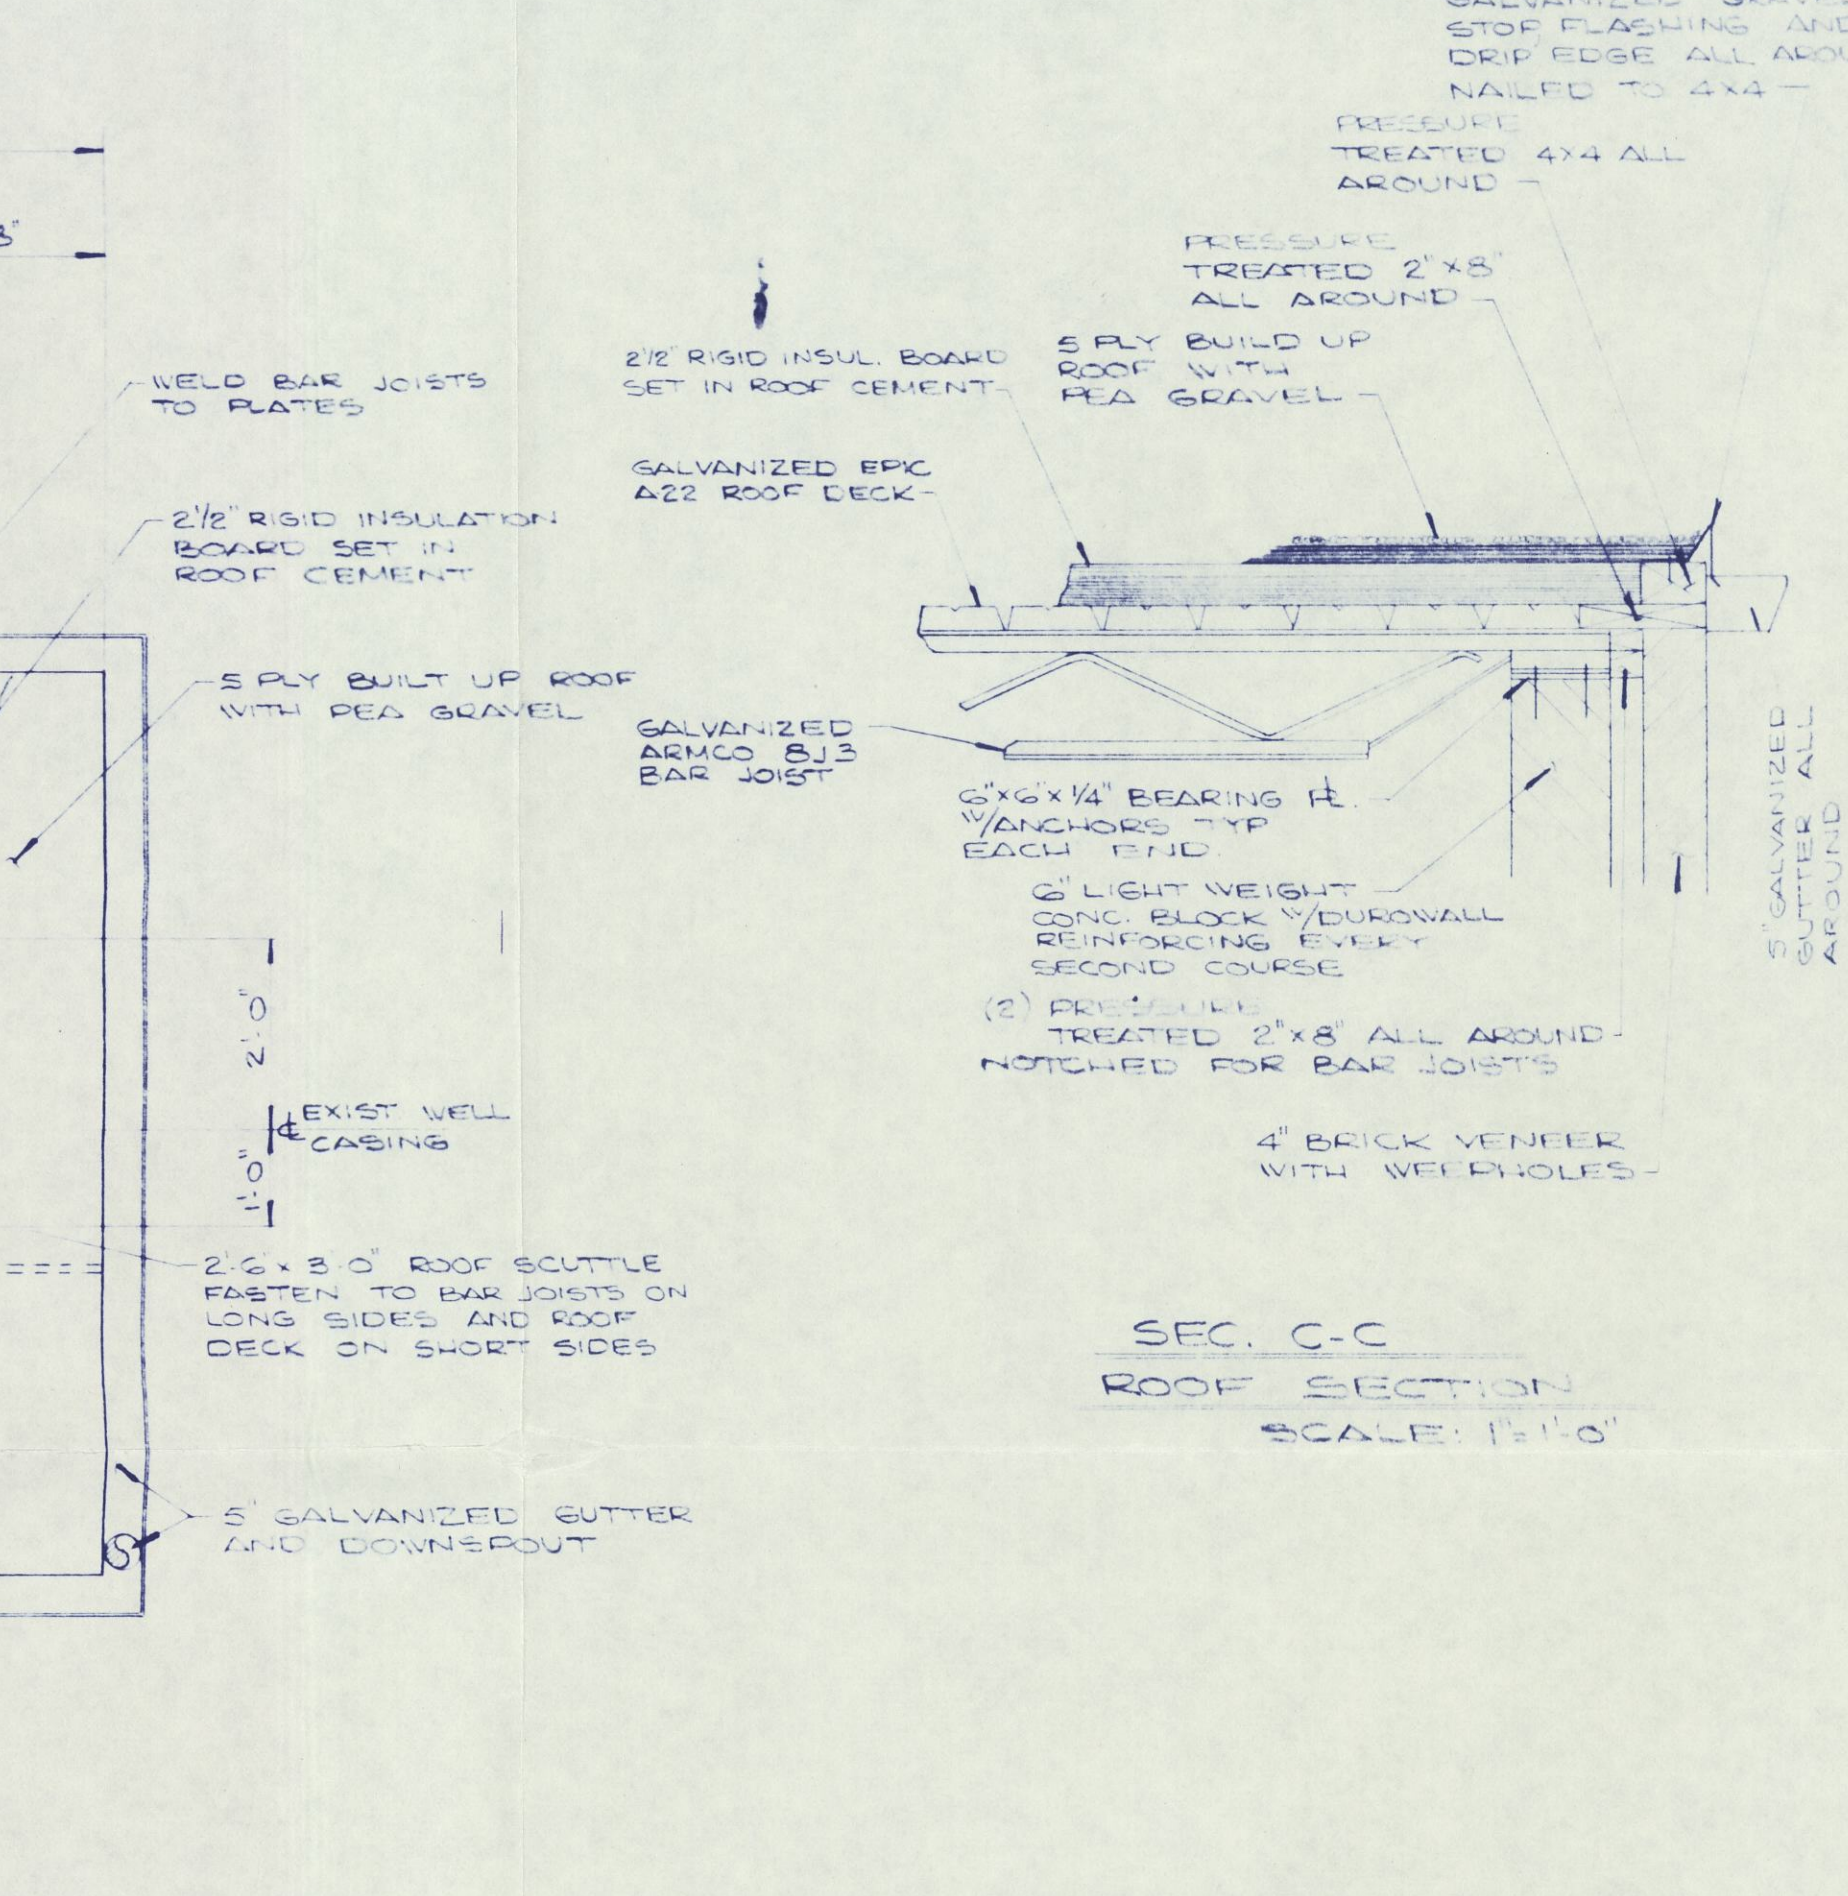 GALVANIZED GRAVEL
STOP FLASHING AND
DRIP EDGE ALL AROU
NAILED TO 4X4
PRESSURE
TREATED 4X4 ALL
AROUND
PRESSURE
TREATED 2"X8"
ALL AROUND
3"
2 1/2" RIGID INSUL. BOARD
SET IN ROOF CEMENT
5 PLY BUILD UP
ROOF WITH
PEA GRAVEL
WELD BAR JOISTS
TO PLATES
GALVANIZED EPIC
A22 ROOF DECK
2 1/2" RIGID INSULATION
BOARD SET IN
ROOF CEMENT
5 PLY BUILT UP ROOF
WITH PEA GRAVEL
GALVANIZED
ARMCO 8J3
BAR JOIST
6"X6"X1/4" BEARING PL.
W/ANCHORS TYP
EACH END.
6" LIGHT WEIGHT
CONC. BLOCK W/DUROWALL
REINFORCING EVERY
SECOND COURSE
(2) PRESSURE
TREATED 2"X8" ALL AROUND
NOTCHED FOR BAR JOISTS
5" GALVANIZED
GUTTER ALL
AROUND
4" BRICK VENEER
WITH WEEPHOLES
2'-0"
℄ EXIST WELL
CASING
1'-0"
2'-6 x 3'-0" ROOF SCUTTLE
FASTEN TO BAR JOISTS ON
LONG SIDES AND ROOF
DECK ON SHORT SIDES
5" GALVANIZED GUTTER
AND DOWNSPOUT
SEC. C-C
ROOF SECTION
SCALE: 1"=1'-0"